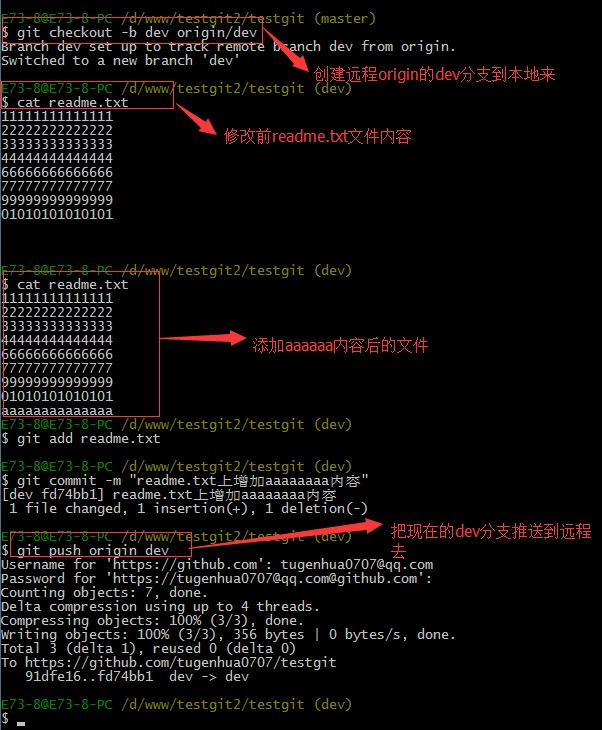 E73-8@E73-8-PC /d/www/testgit2/testgit (master)
$ git checkout -b dev origin/dev
Branch dev set up to track remote branch dev from origin.
Switched to a new branch 'dev'
创建远程origin的dev分支到本地来
E73-8@E73-8-PC /d/www/testgit2/testgit (dev)
$ cat readme.txt
修改前readme.txt文件内容
11111111111111
22222222222222
33333333333333
44444444444444
66666666666666
77777777777777
99999999999999
01010101010101
E73-8@E73-8-PC /d/www/testgit2/testgit (dev)
$ cat readme.txt
11111111111111
22222222222222
33333333333333
44444444444444
添加aaaaaa内容后的文件
66666666666666
77777777777777
99999999999999
01010101010101
aaaaaaaaaaaaaa
E73-8@E73-8-PC /d/www/testgit2/testgit (dev)
$ git add readme.txt
E73-8@E73-8-PC /d/www/testgit2/testgit (dev)
$ git commit -m "readme.txt上增加aaaaaaaa内容"
[dev fd74bb1] readme.txt上增加aaaaaaaa内容
1 file changed, 1 insertion(+), 1 deletion(-)
E73-8@E73-8-PC /d/www/testgit2/testgit (dev)
$ git push origin dev
把现在的dev分支推送到远程
去
Username for 'https://github.com': tugenhua0707@qq.com
Password for 'https://tugenhua0707@qq.com@github.com':
Counting objects: 7, done.
Delta compression using up to 4 threads.
Compressing objects: 100% (3/3), done.
Writing objects: 100% (3/3), 356 bytes | 0 bytes/s, done.
Total 3 (delta 1), reused 0 (delta 0)
To https://github.com/tugenhua0707/testgit
91dfe16..fd74bb1  dev -> dev
E73-8@E73-8-PC /d/www/testgit2/testgit (dev)
$